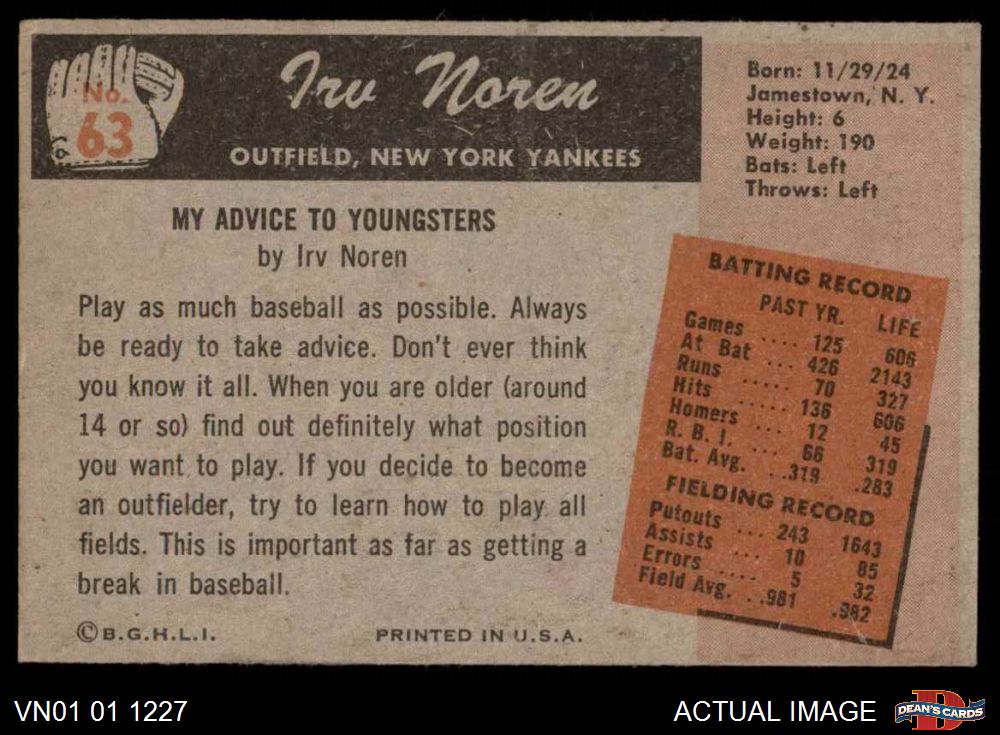 No.
63
Irv Noren
OUTFIELD, NEW YORK YANKEES
Born: 11/29/24
Jamestown, N. Y.
Height: 6
Weight: 190
Bats: Left
Throws: Left
MY ADVICE TO YOUNGSTERS
by Irv Noren
Play as much baseball as possible. Always
be ready to take advice. Don't ever think
you know it all. When you are older (around
14 or so) find out definitely what position
you want to play. If you decide to become
an outfielder, try to learn how to play all
fields. This is important as far as getting a
break in baseball.
©B.G.H.L.I.
PRINTED IN U.S.A.
BATTING RECORD
PAST YR. LIFE
Games .... 125 606
At Bat ... 426 2143
Runs ..... 70 327
Hits ..... 136 606
Homers ... 12 45
R. B. I. ... 66 319
Bat. Avg. .. .319 .283
FIELDING RECORD
Putouts ... 243 1643
Assists ... 10 85
Errors .... 5 32
Field Avg. . .981 .982
VN01 01 1227
ACTUAL IMAGE
DEAN'S CARDS